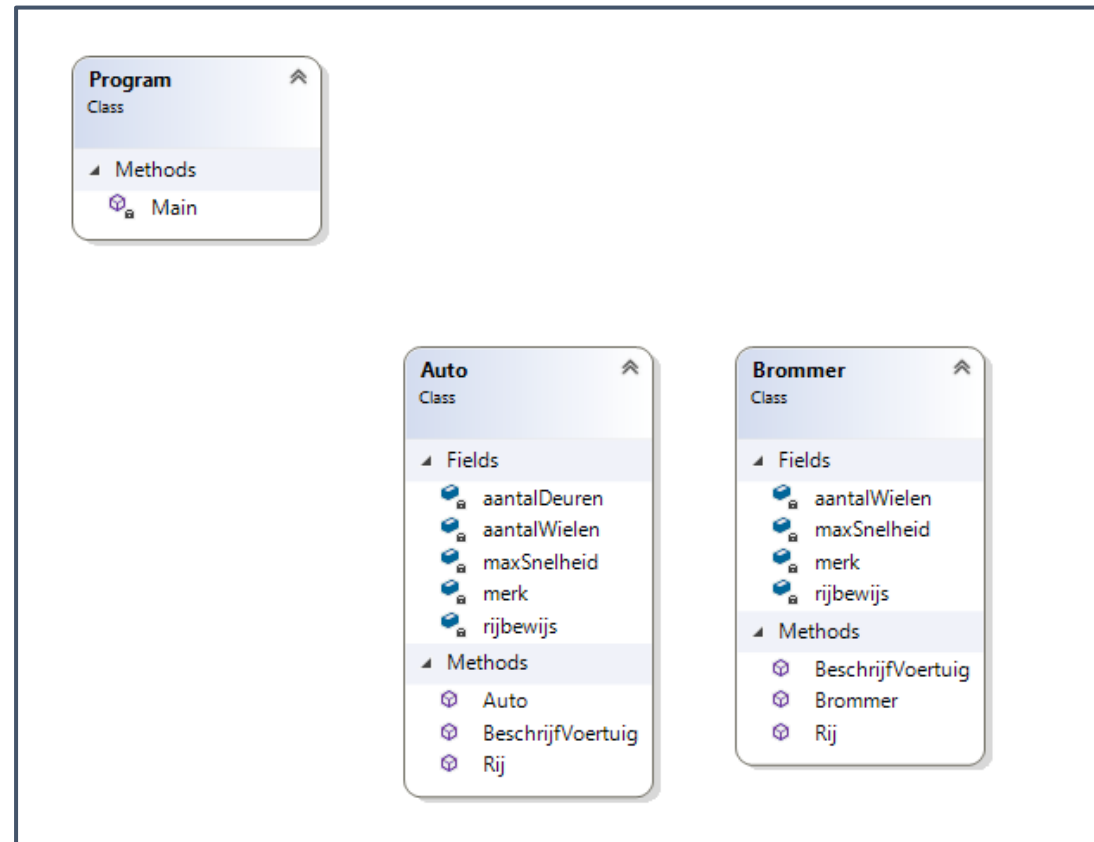 Program
Class
Methods
Main
Auto
Class
Fields
aantalDeuren
aantalWielen
maxSnelheid
merk
rijbewijs
Methods
Auto
BeschrijfVoertuig
Rij
Brommer
Class
Fields
aantalWielen
maxSnelheid
merk
rijbewijs
Methods
BeschrijfVoertuig
Brommer
Rij